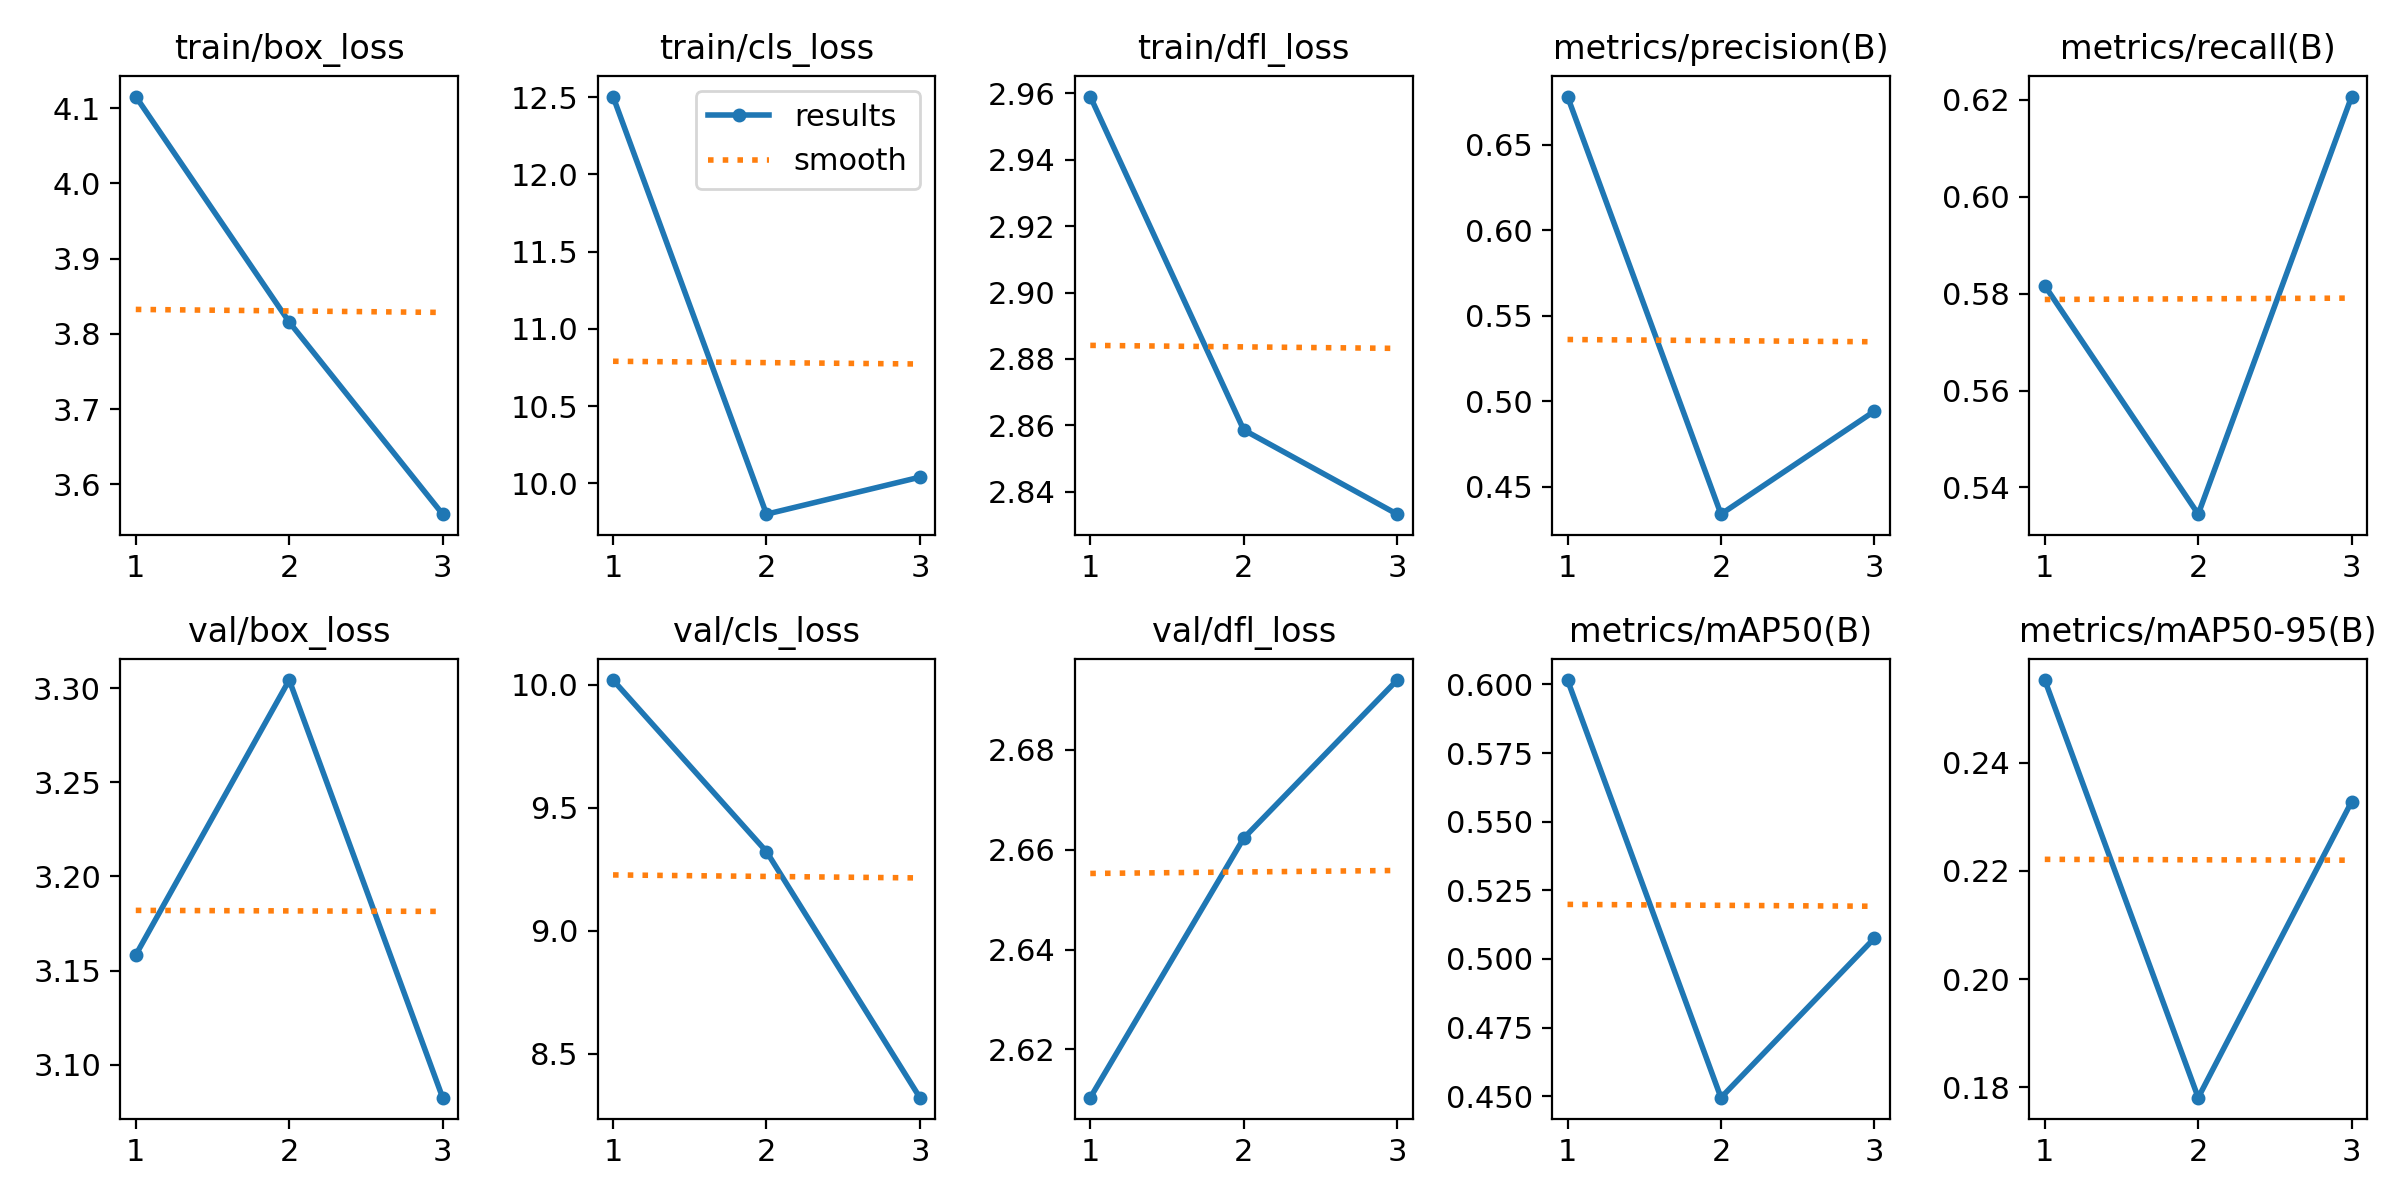 train/box_loss
4.1
4.0
3.9
3.8
3.7
3.6
1 2 3
train/cls_loss
results
smooth
12.5
12.0
11.5
11.0
10.5
10.0
1 2 3
train/dfl_loss
2.96
2.94
2.92
2.90
2.88
2.86
2.84
1 2 3
metrics/precision(B)
0.65
0.60
0.55
0.50
0.45
1 2 3
metrics/recall(B)
0.62
0.60
0.58
0.56
0.54
1 2 3
val/box_loss
3.30
3.25
3.20
3.15
3.10
1 2 3
val/cls_loss
10.0
9.5
9.0
8.5
1 2 3
val/dfl_loss
2.68
2.66
2.64
2.62
1 2 3
metrics/mAP50(B)
0.600
0.575
0.550
0.525
0.500
0.475
0.450
1 2 3
metrics/mAP50-95(B)
0.24
0.22
0.20
0.18
1 2 3